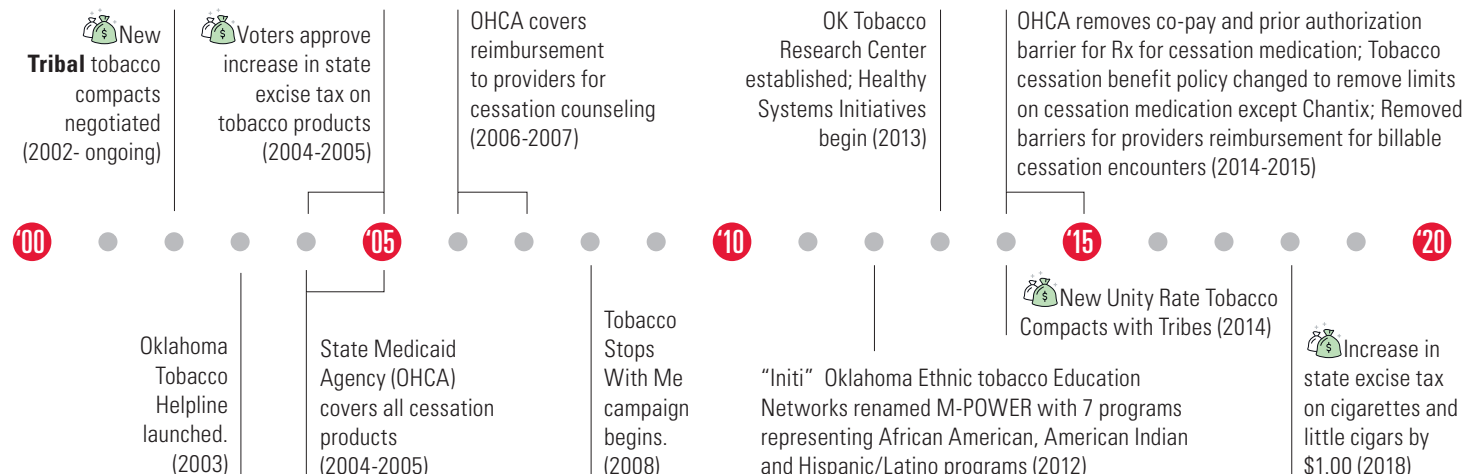 New
Tribal tobacco
compacts
negotiated
(2002- ongoing)
Voters approve
increase in state
excise tax on
tobacco products
(2004-2005)
OHCA covers
reimbursement
to providers for
cessation counseling
(2006-2007)
OK Tobacco
Research Center
established; Healthy
Systems Initiatives
begin (2013)
OHCA removes co-pay and prior authorization
barrier for Rx for cessation medication; Tobacco
cessation benefit policy changed to remove limits
on cessation medication except Chantix; Removed
barriers for providers reimbursement for billable
cessation encounters (2014-2015)
‘00
‘05
‘10
‘15
‘20
Oklahoma
Tobacco
Helpline
launched.
(2003)
State Medicaid
Agency (OHCA)
covers all cessation
products
(2004-2005)
Tobacco
Stops
With Me
campaign
begins.
(2008)
“Initi” Oklahoma Ethnic tobacco Education
Networks renamed M-POWER with 7 programs
representing African American, American Indian
and Hispanic/Latino programs (2012)
New Unity Rate Tobacco
Compacts with Tribes (2014)
Increase in
state excise tax
on cigarettes and
little cigars by
$1.00 (2018)